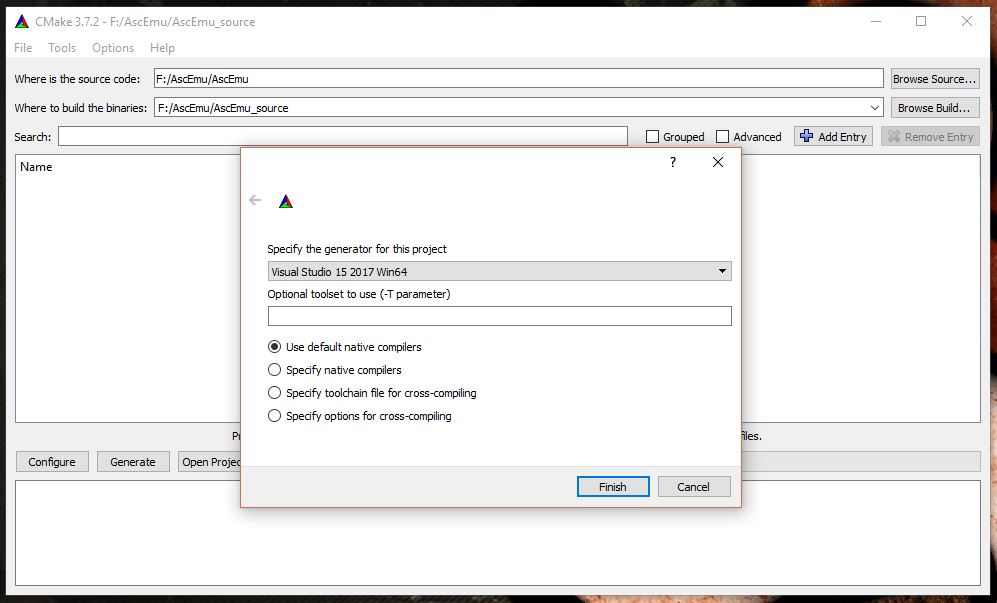 CMake 3.7.2 - F:/AscEmu/AscEmu_source
File Tools Options Help
Where is the source code: F:/AscEmu/AscEmu Browse Source...
Where to build the binaries: F:/AscEmu/AscEmu_source Browse Build...
Search: Grouped Advanced Add Entry Remove Entry
Name
?
Specify the generator for this project
Visual Studio 15 2017 Win64
Optional toolset to use (-T parameter)
Use default native compilers
Specify native compilers
Specify toolchain file for cross-compiling
Specify options for cross-compiling
files.
Configure Generate Open Projec
Finish Cancel